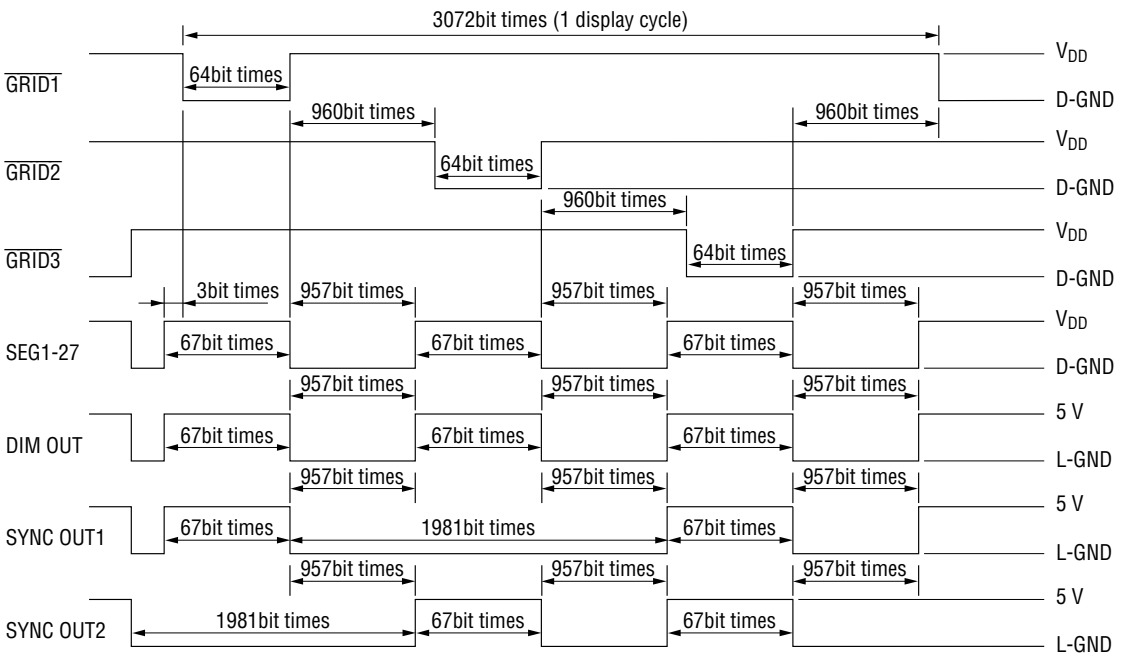 3072bit times (1 display cycle)
GRID1
64bit times
VDD
D-GND
960bit times
960bit times
GRID2
64bit times
VDD
D-GND
960bit times
GRID3
64bit times
VDD
D-GND
3bit times
957bit times
957bit times
957bit times
SEG1-27
67bit times
67bit times
67bit times
VDD
D-GND
957bit times
957bit times
957bit times
DIM OUT
67bit times
67bit times
67bit times
5 V
L-GND
957bit times
957bit times
957bit times
SYNC OUT1
67bit times
1981bit times
67bit times
5 V
L-GND
957bit times
957bit times
957bit times
SYNC OUT2
1981bit times
67bit times
67bit times
5 V
L-GND